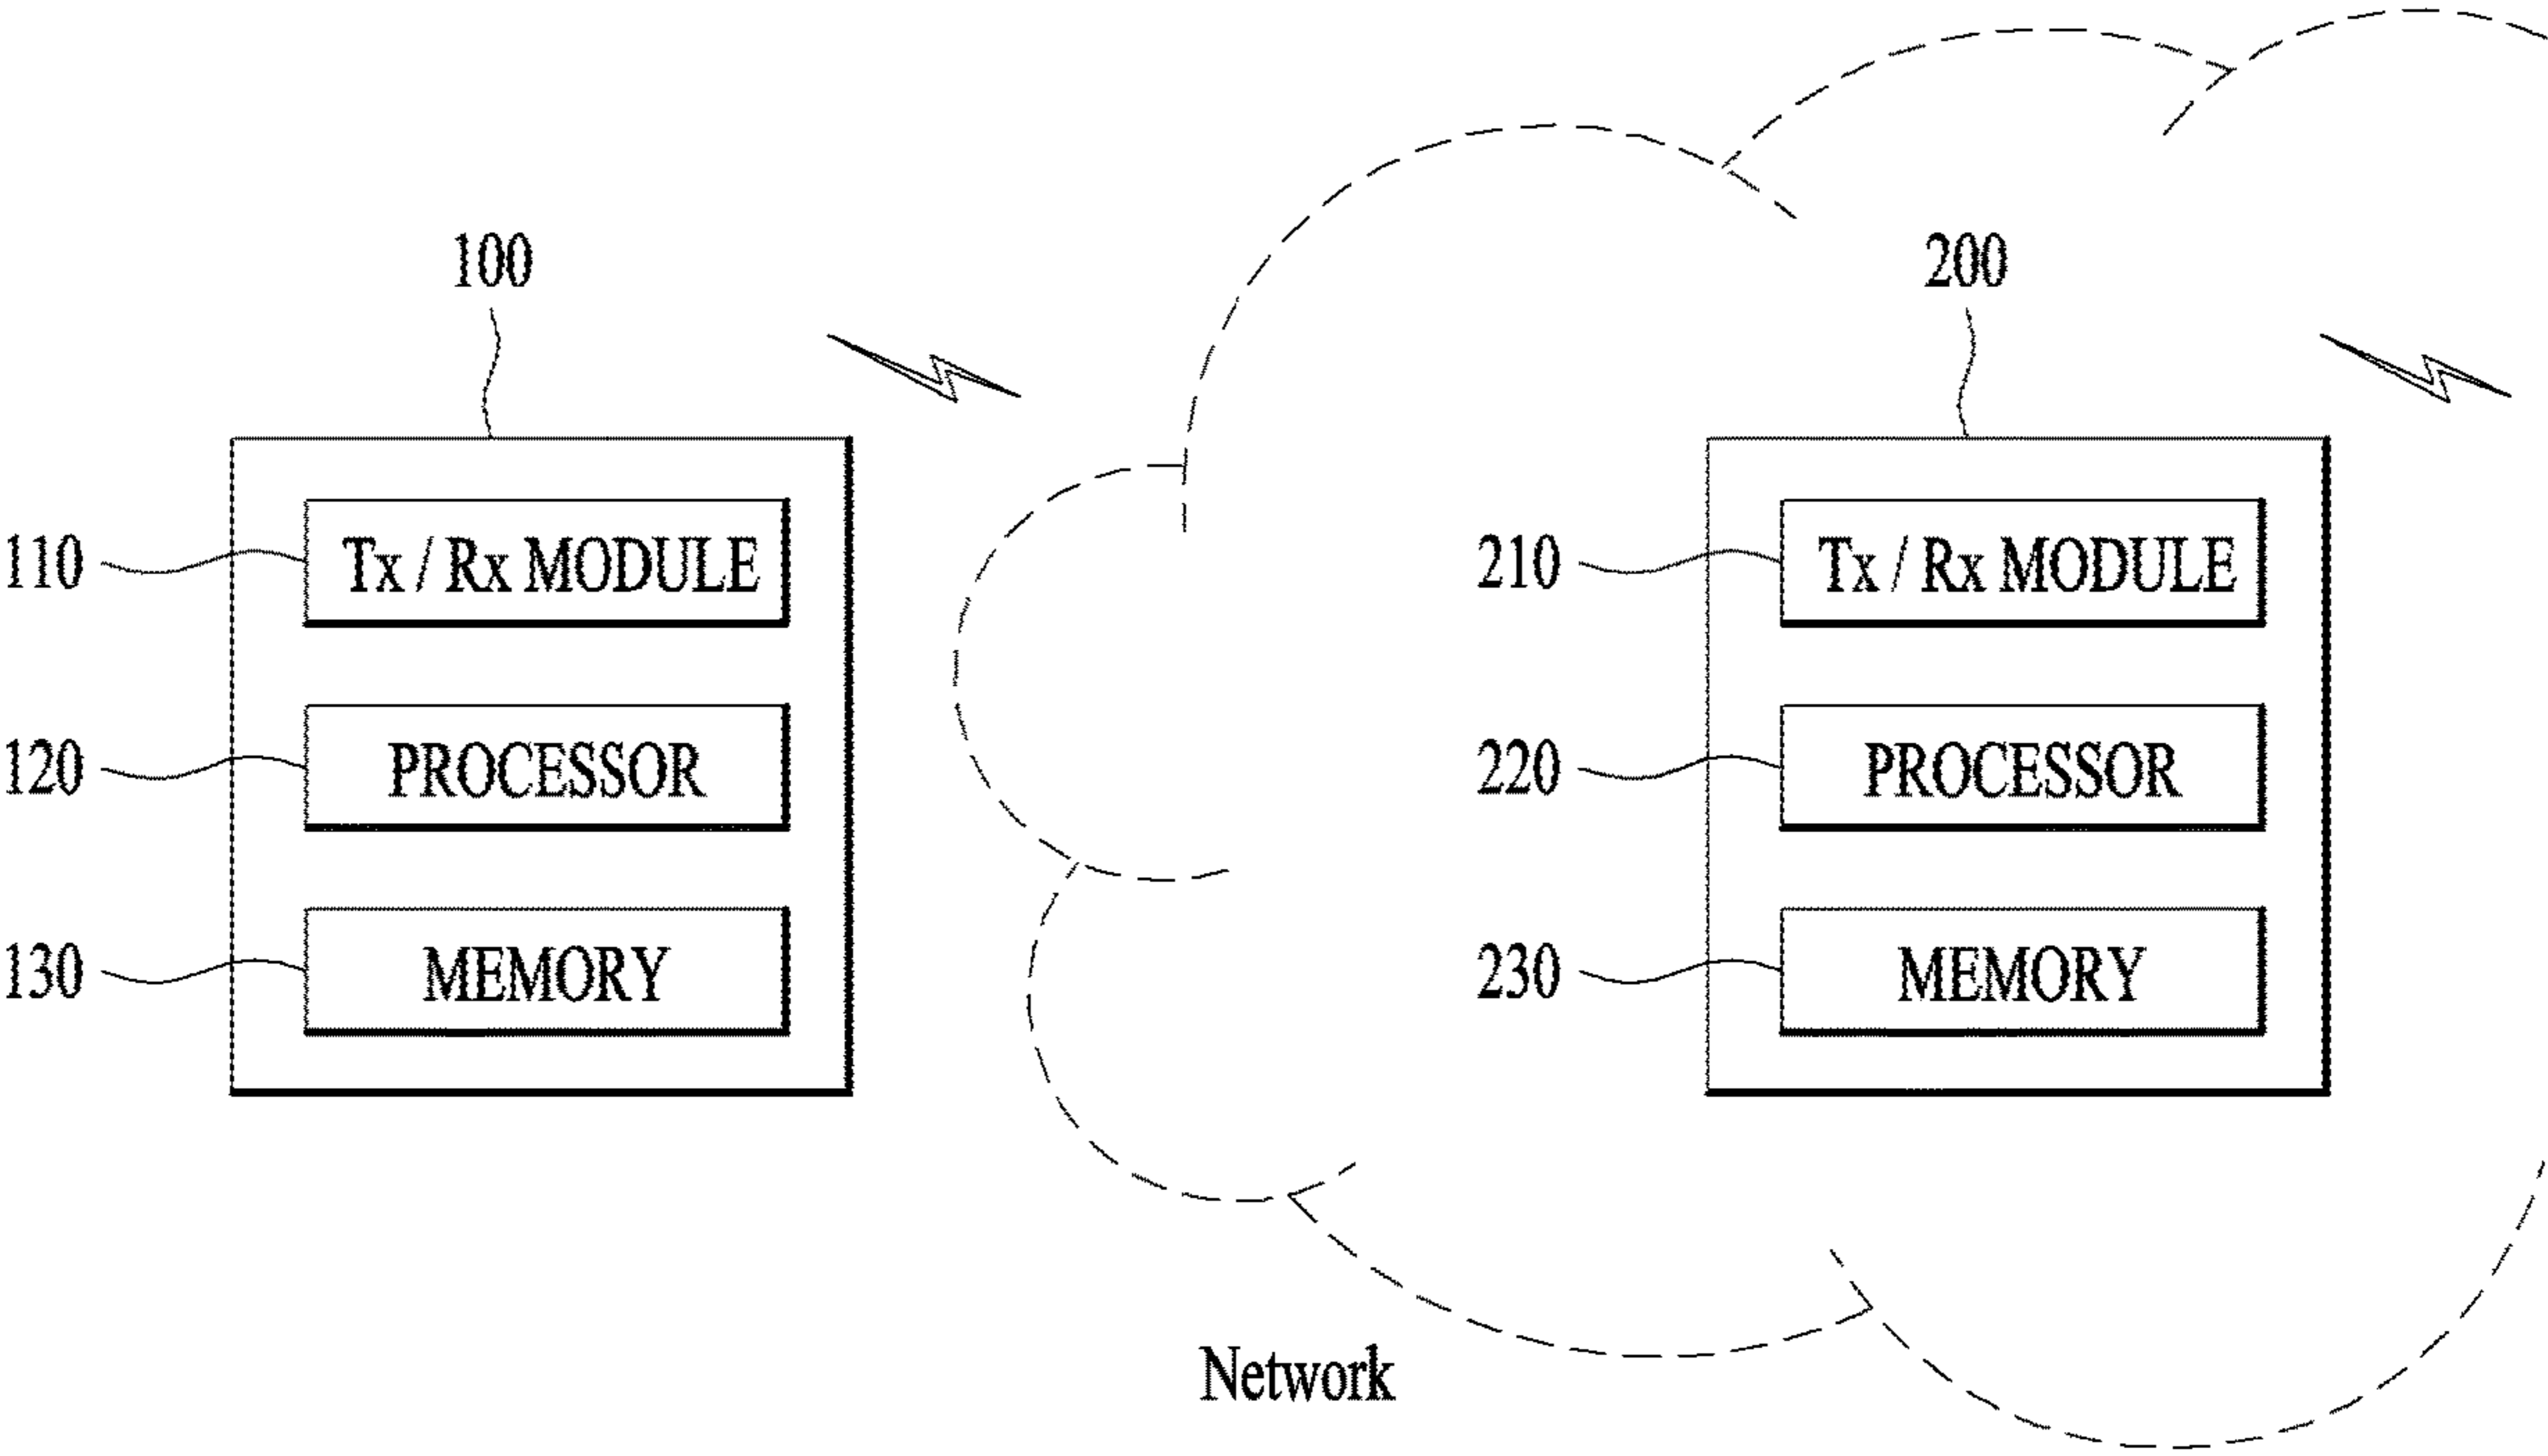 100
200
110
Tx / Rx MODULE
210
Tx / Rx MODULE
120
PROCESSOR
220
PROCESSOR
130
MEMORY
230
MEMORY
Network